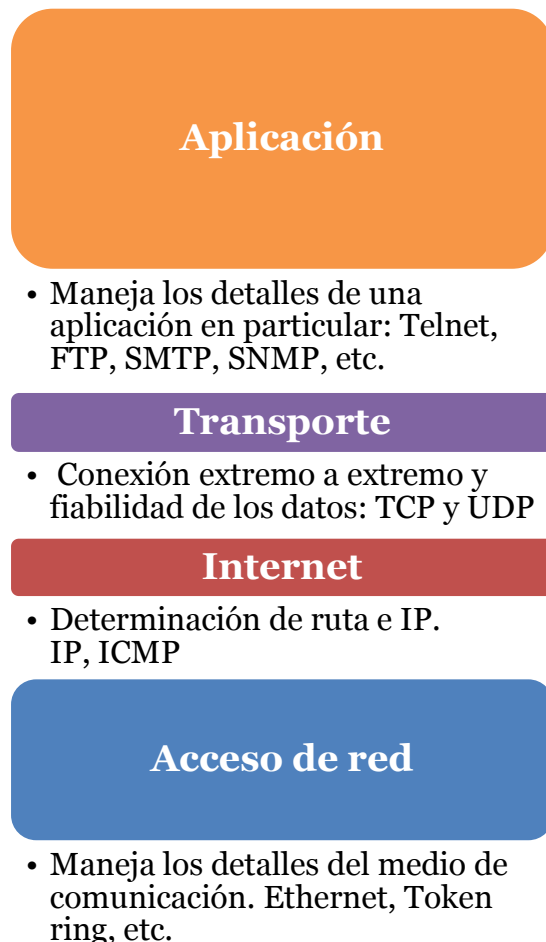 Aplicación
• Maneja los detalles de una
aplicación en particular: Telnet,
FTP, SMTP, SNMP, etc.
Transporte
• Conexión extremo a extremo y
fiabilidad de los datos: TCP y UDP
Internet
• Determinación de ruta e IP.
IP, ICMP
Acceso de red
• Maneja los detalles del medio de
comunicación. Ethernet, Token
ring, etc.